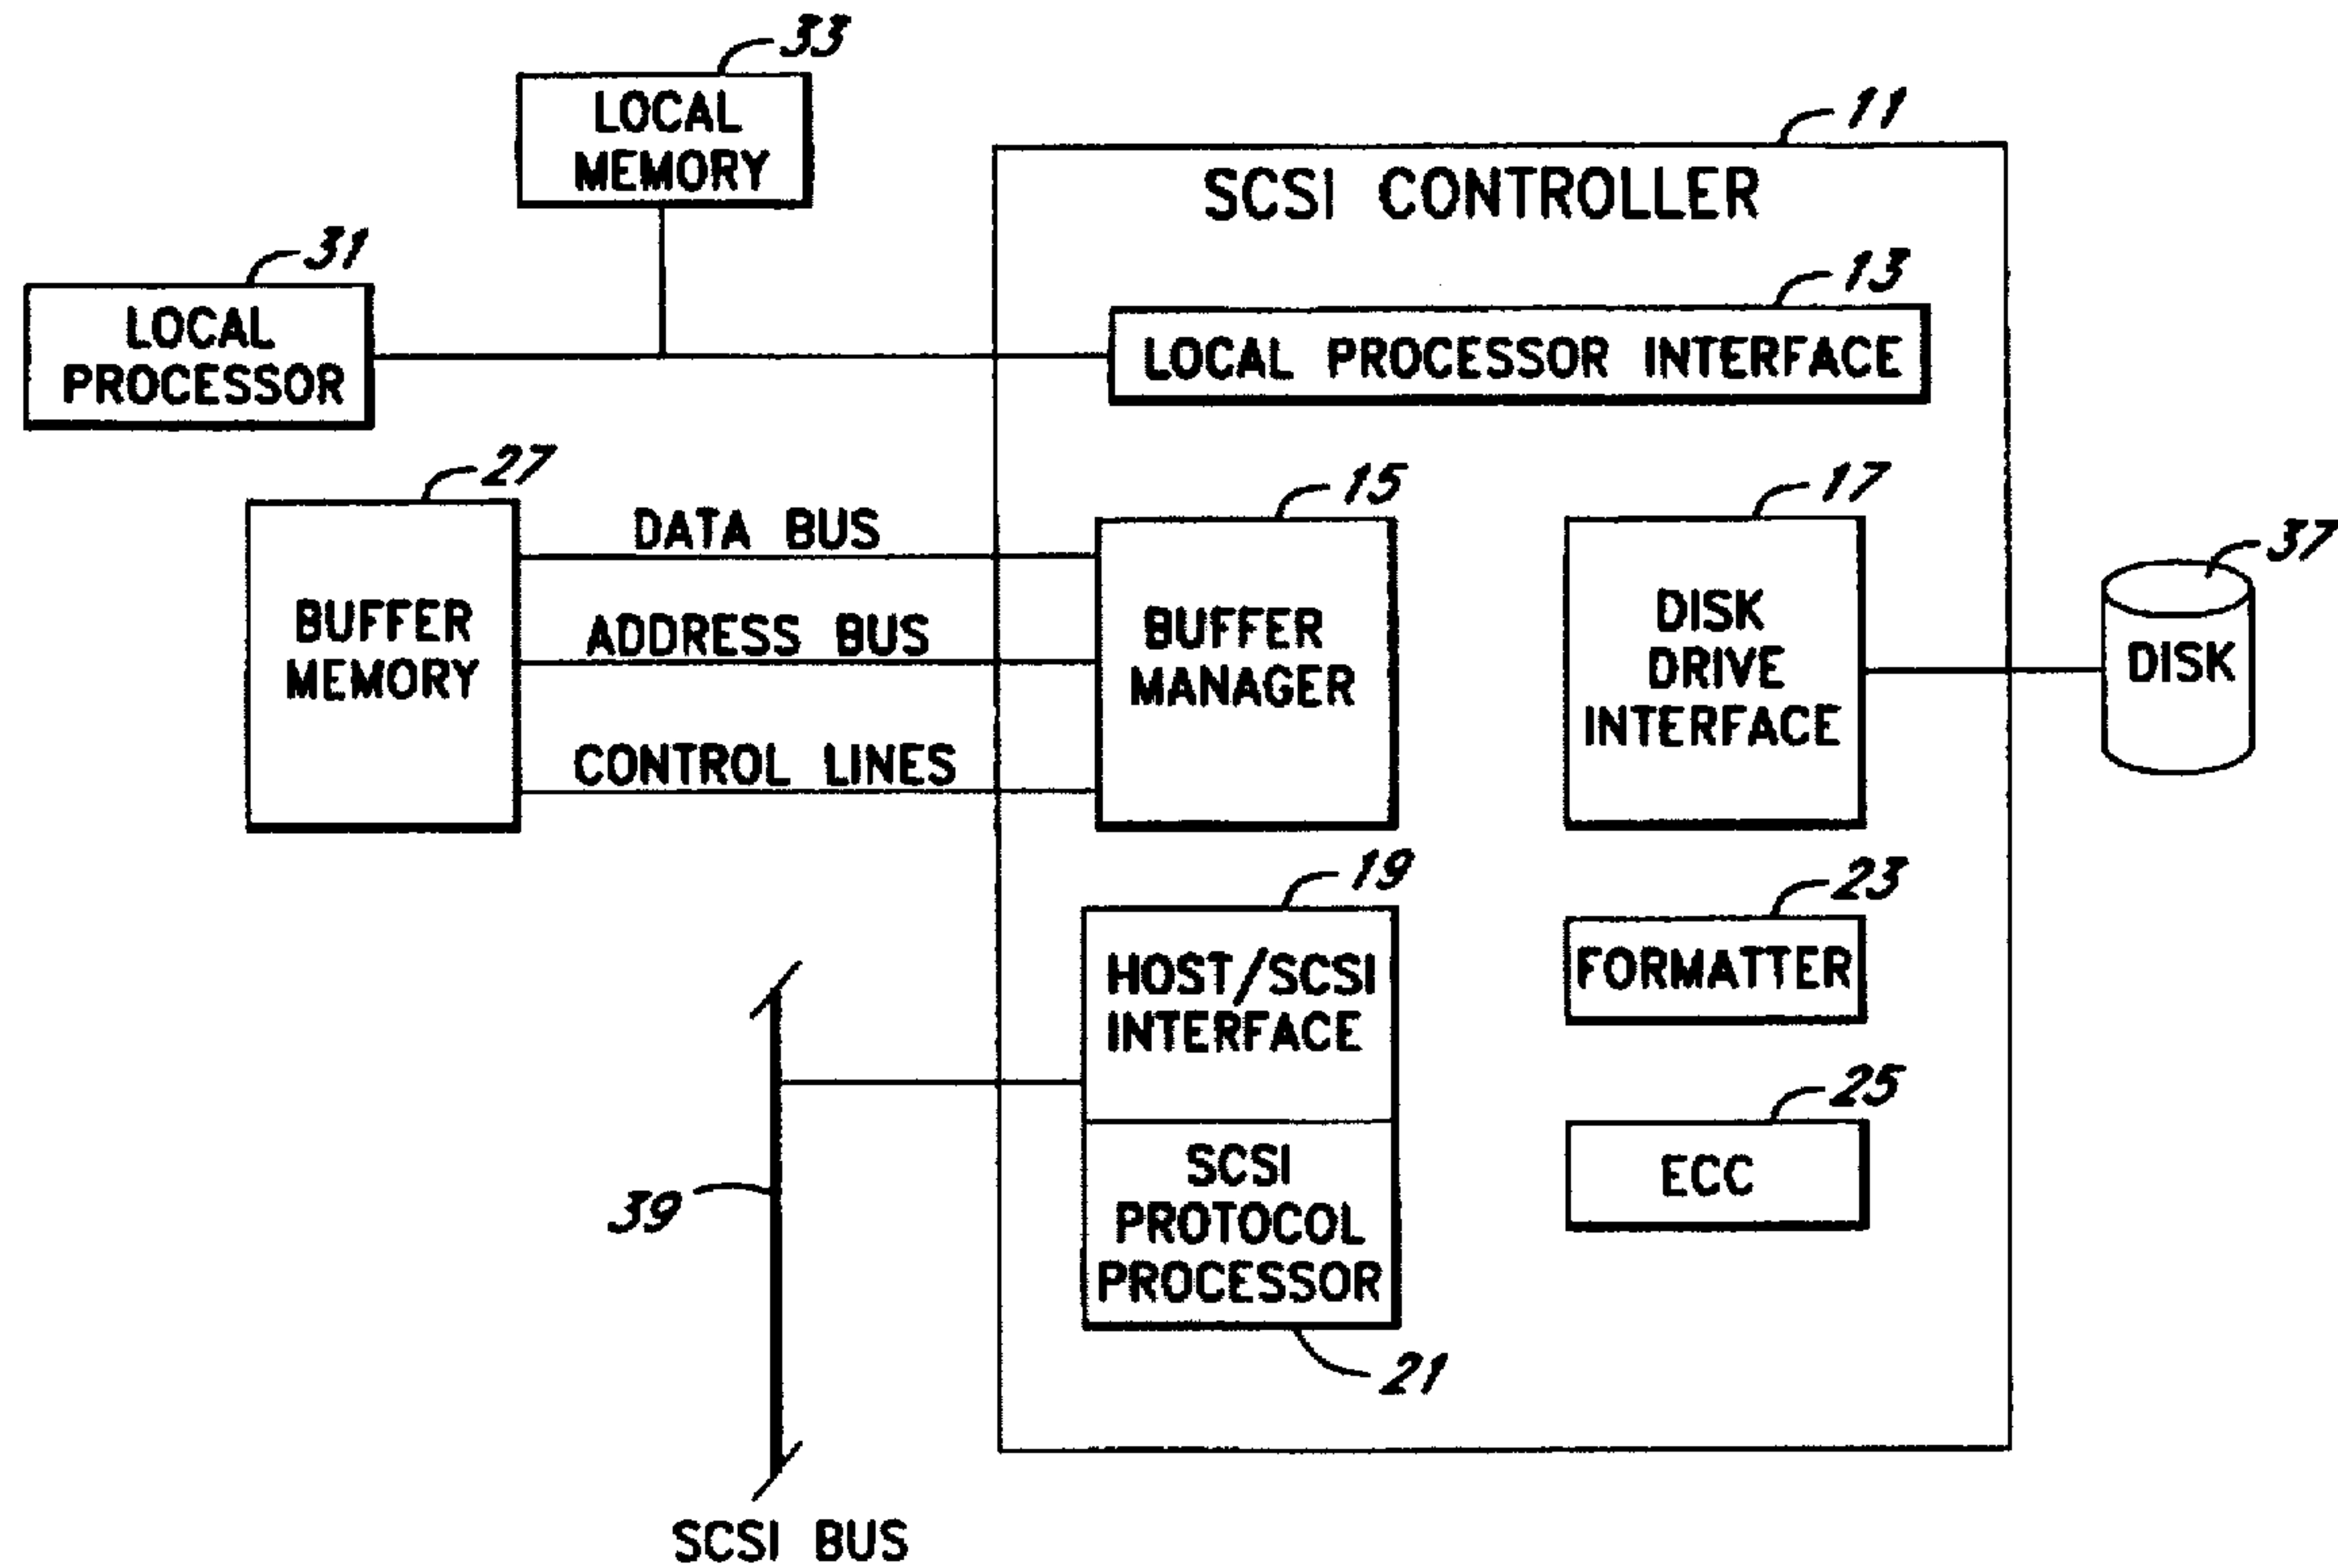 33
LOCAL
MEMORY
11
SCSI CONTROLLER
31
LOCAL
PROCESSOR
13
LOCAL PROCESSOR INTERFACE
27
BUFFER
MEMORY
DATA BUS
ADDRESS BUS
CONTROL LINES
15
BUFFER
MANAGER
17
DISK
DRIVE
INTERFACE
37
DISK
19
HOST/SCSI
INTERFACE
SCSI
PROTOCOL
PROCESSOR
21
23
FORMATTER
25
ECC
39
SCSI BUS